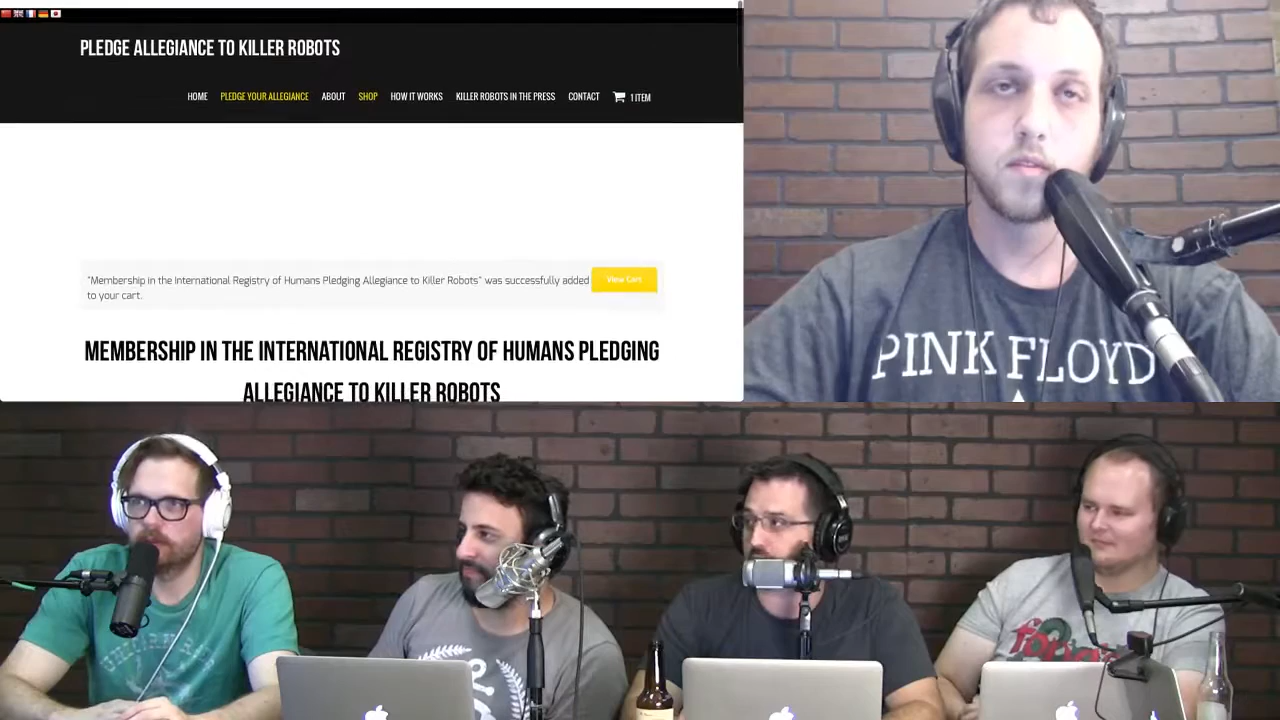 PLEDGE ALLEGIANCE TO KILLER ROBOTS
HOME PLEDGE YOUR ALLEGIANCE ABOUT SHOP HOW IT WORKS KILLER ROBOTS IN THE PRESS CONTACT 1 ITEM
"Membership in the International Registry of Humans Pledging Allegiance to Killer Robots" was successfully added
to your cart.
View Cart
MEMBERSHIP IN THE INTERNATIONAL REGISTRY OF HUMANS PLEDGING
ALLEGIANCE TO KILLER ROBOTS
PINK FLOYD